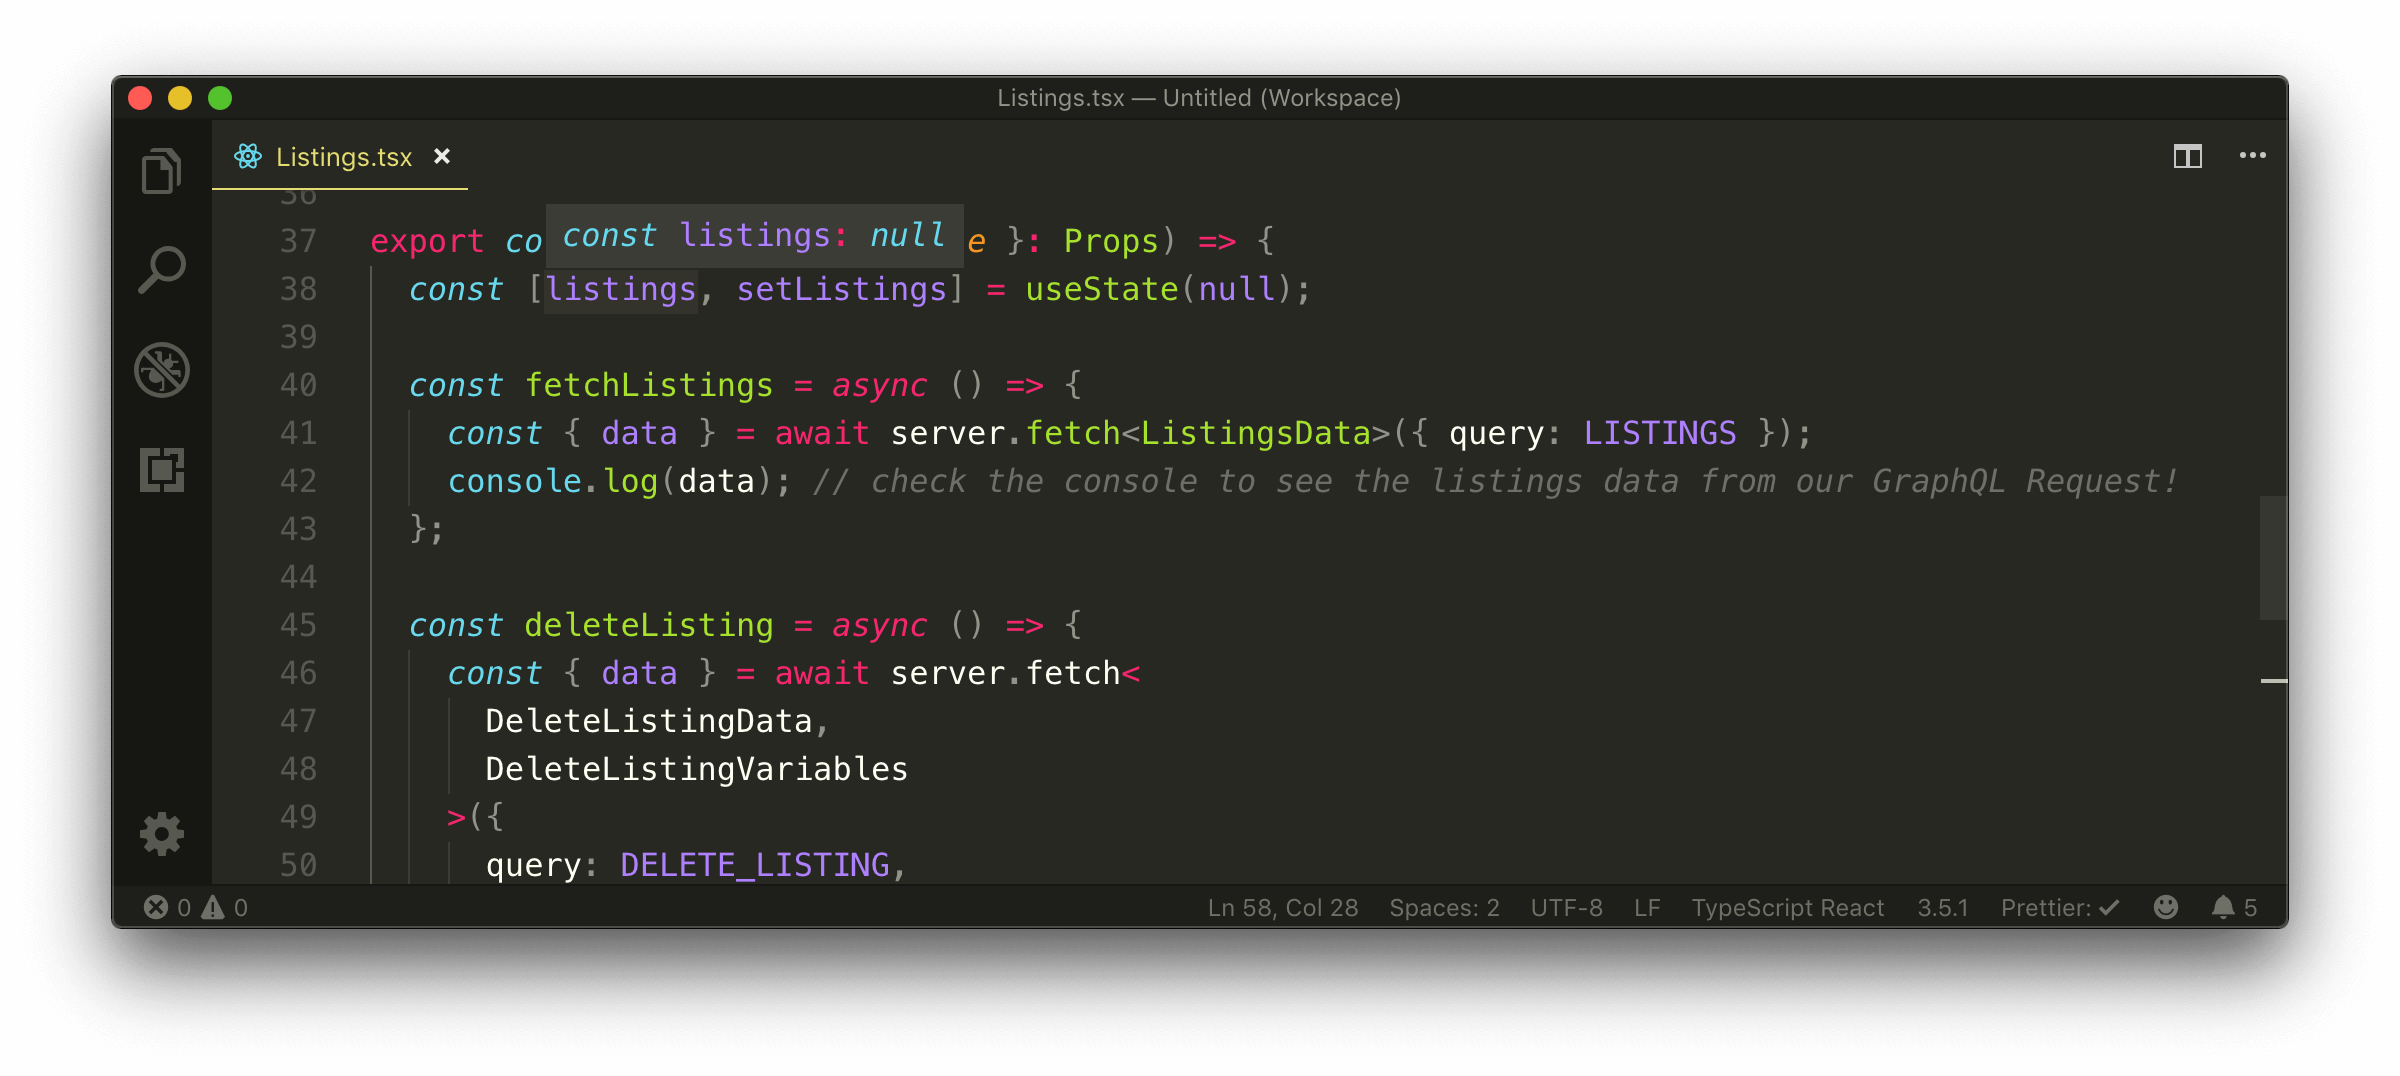 Listings.tsx — Untitled (Workspace)
Listings.tsx
36
37 export co e }: Props) => {
const listings: null
38 const [listings, setListings] = useState(null);
39
40 const fetchListings = async () => {
41 const { data } = await server.fetch<ListingsData>({ query: LISTINGS });
42 console.log(data); // check the console to see the listings data from our GraphQL Request!
43 };
44
45 const deleteListing = async () => {
46 const { data } = await server.fetch<
47 DeleteListingData,
48 DeleteListingVariables
49 >({
50 query: DELETE_LISTING,
0 0 Ln 58, Col 28 Spaces: 2 UTF-8 LF TypeScript React 3.5.1 Prettier: ✓ 5